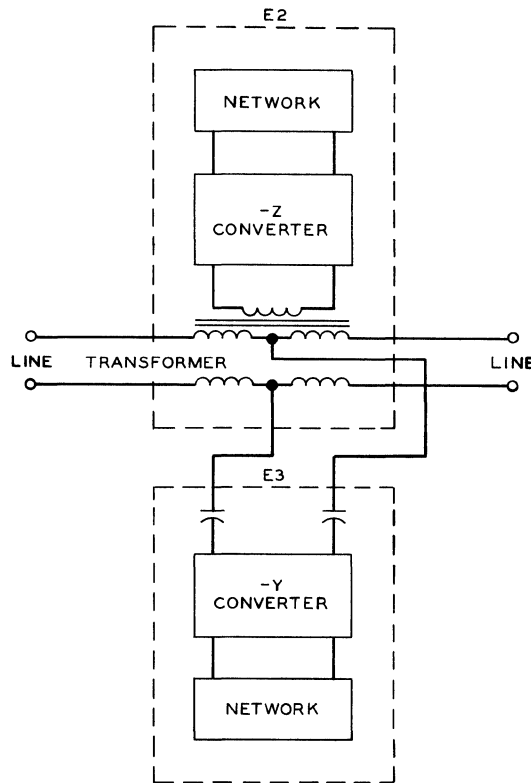 E2
NETWORK
-Z
CONVERTER
LINE
TRANSFORMER
LINE
E3
-Y
CONVERTER
NETWORK